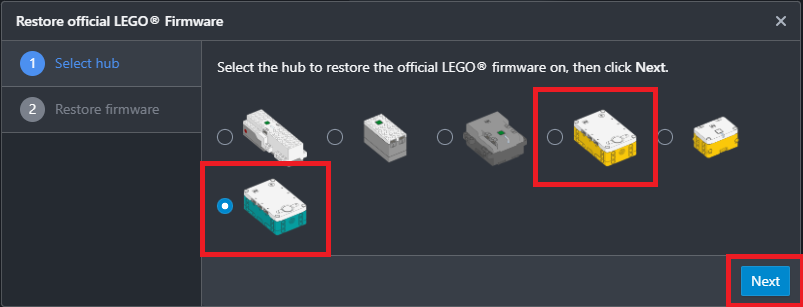 Restore official LEGO® Firmware
1 Select hub
2 Restore firmware
Select the hub to restore the official LEGO® firmware on, then click Next.
Next